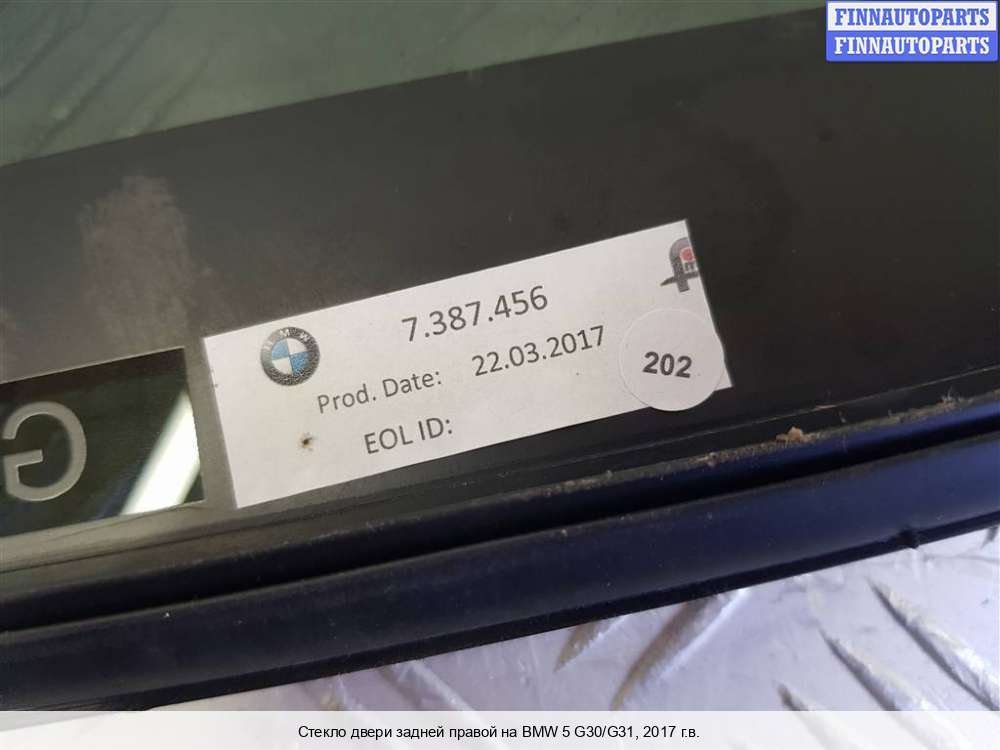 FINNAUTOPARTS
FINNAUTOPARTS
BMW
7.387.456
Prod. Date: 22.03.2017
202
EOL ID:
G
Стекло двери задней правой на BMW 5 G30/G31, 2017 г.в.